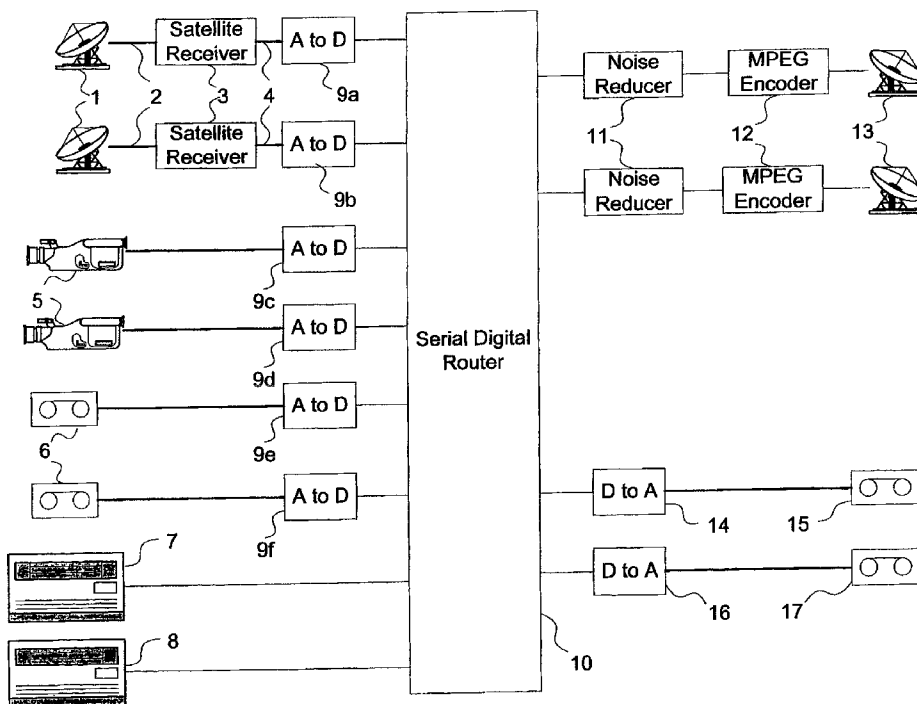 Satellite
Receiver
A to D
1
2
3
4
9a
Satellite
Receiver
A to D
9b
A to D
5
9c
A to D
9d
A to D
6
9e
A to D
9f
7
8
Serial Digital
Router
10
Noise
Reducer
MPEG
Encoder
11
12
13
Noise
Reducer
MPEG
Encoder
D to A
14
15
D to A
16
17